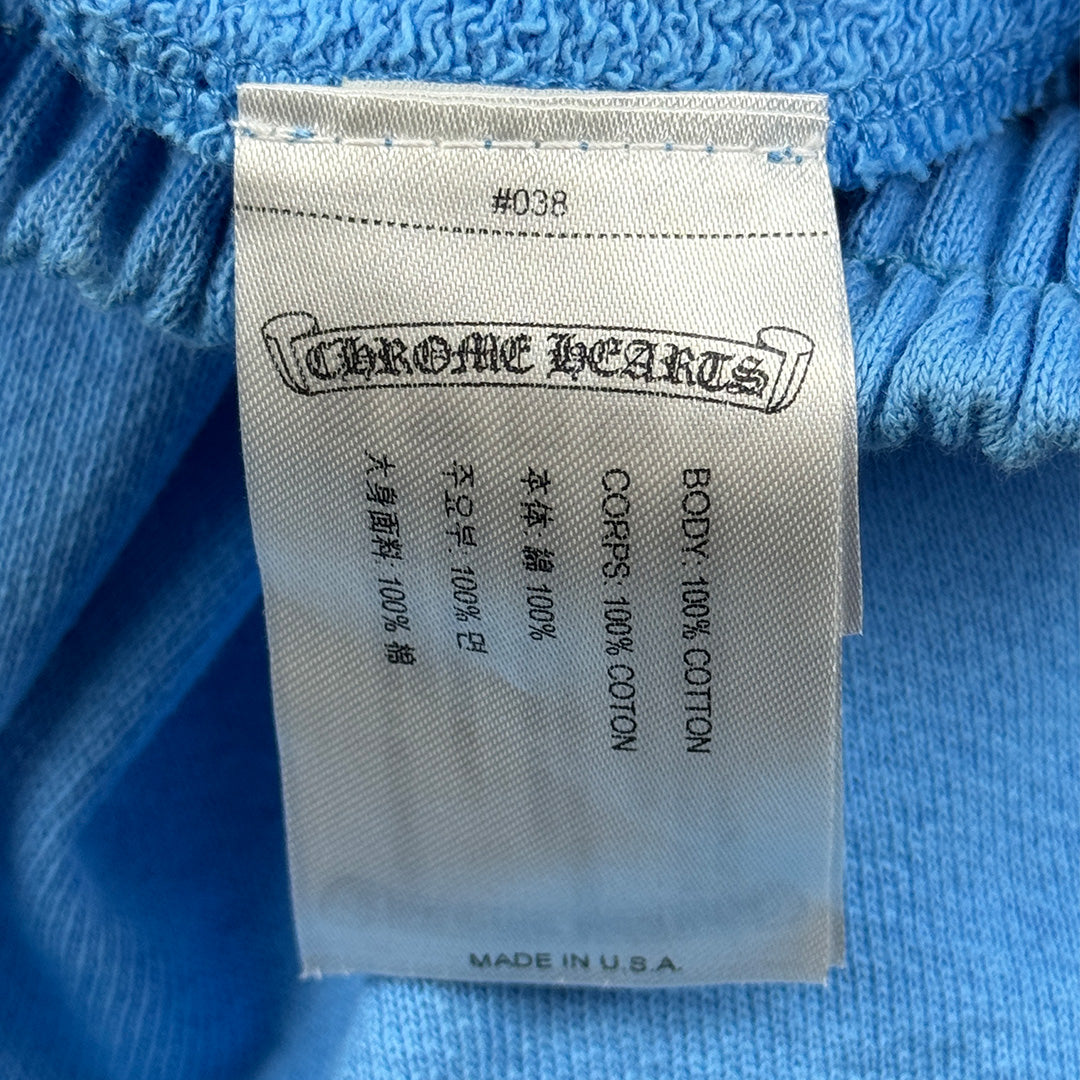 #038
CHROME HEARTS
BODY: 100% COTTON
CORPS: 100% COTON
本体: 綿 100%
주요부: 100% 면
大身面料: 100% 棉
MADE IN U.S.A.